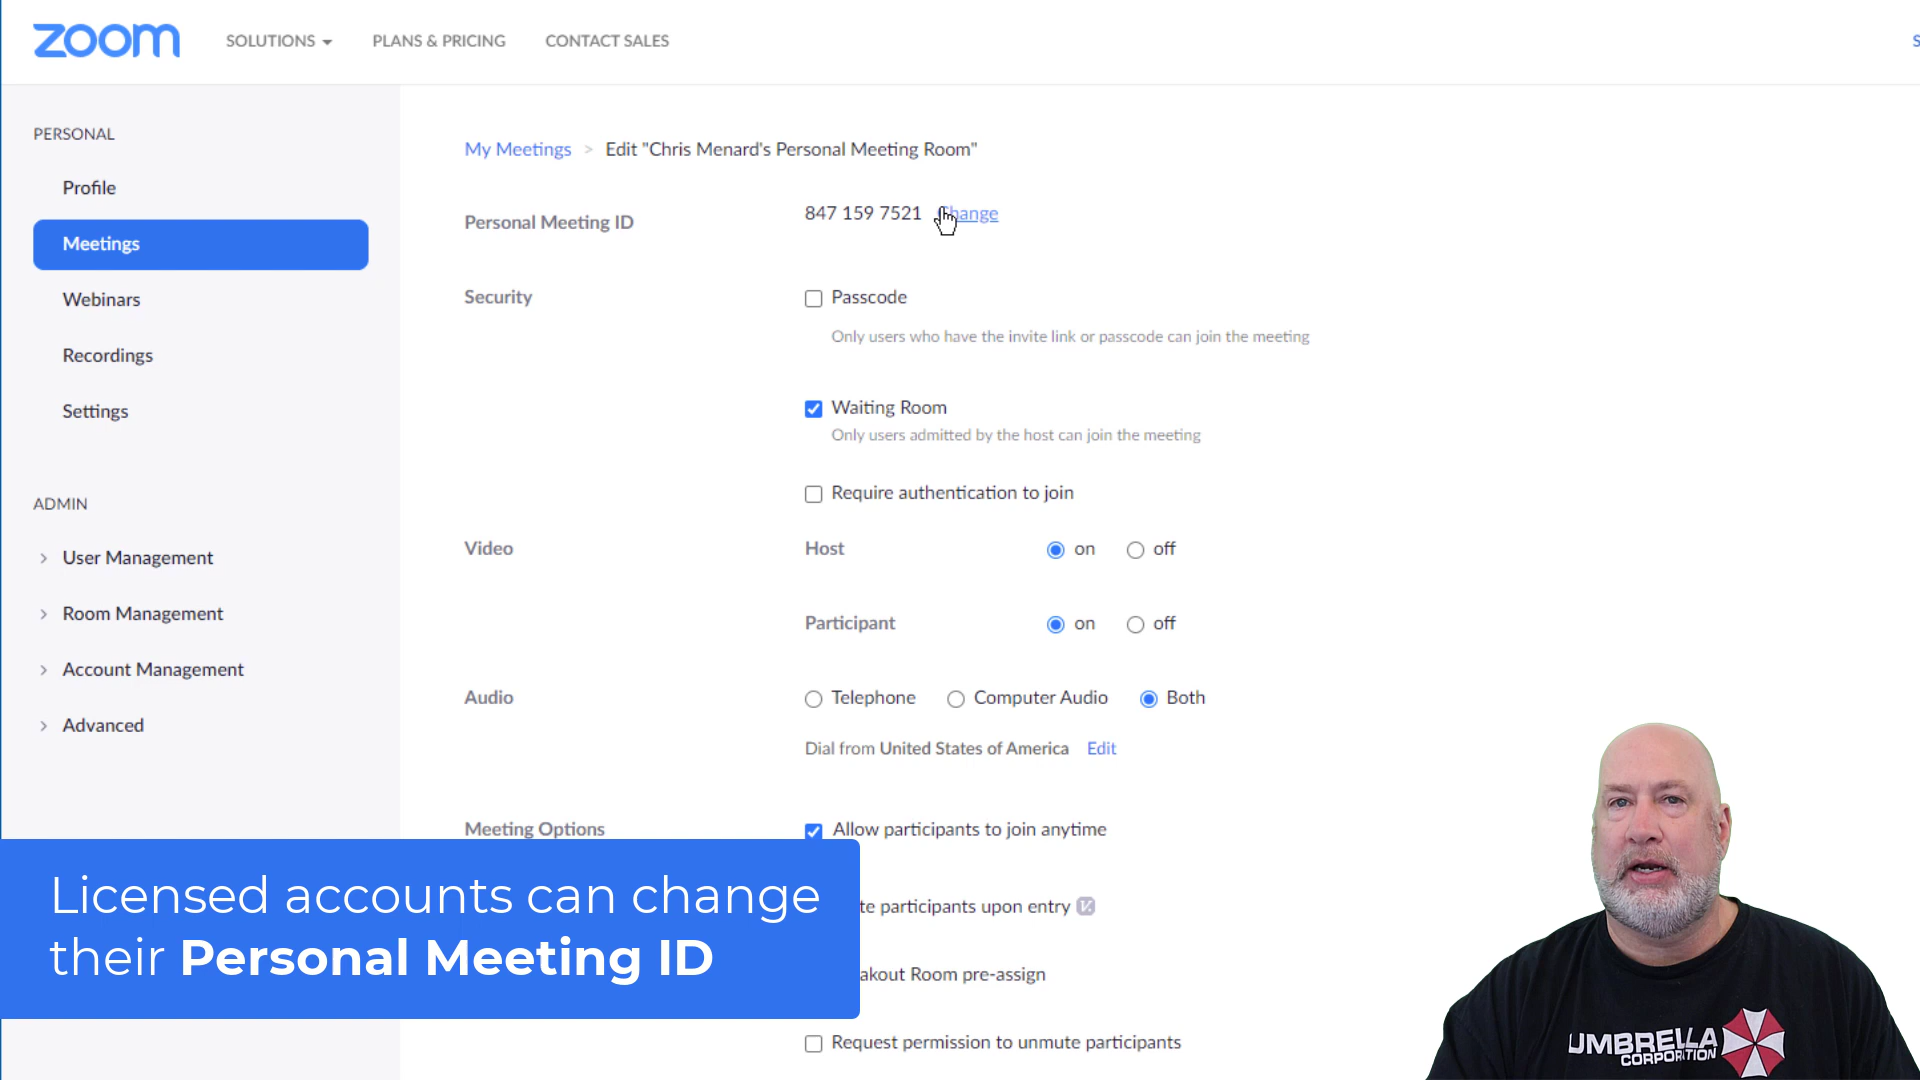 zoom SOLUTIONS PLANS & PRICING CONTACT SALES S
PERSONAL
Profile
Meetings
Webinars
Recordings
Settings
ADMIN
User Management
Room Management
Account Management
Advanced
My Meetings > Edit "Chris Menard's Personal Meeting Room"
Personal Meeting ID 847 159 7521 Change
Security Passcode
Only users who have the invite link or passcode can join the meeting
Waiting Room
Only users admitted by the host can join the meeting
Require authentication to join
Video Host on off
Participant on off
Audio Telephone Computer Audio Both
Dial from United States of America Edit
Meeting Options Allow participants to join anytime
te participants upon entry
akout Room pre-assign
Request permission to unmute participants
Licensed accounts can change
their Personal Meeting ID
UMBRELLA
CORPORATION